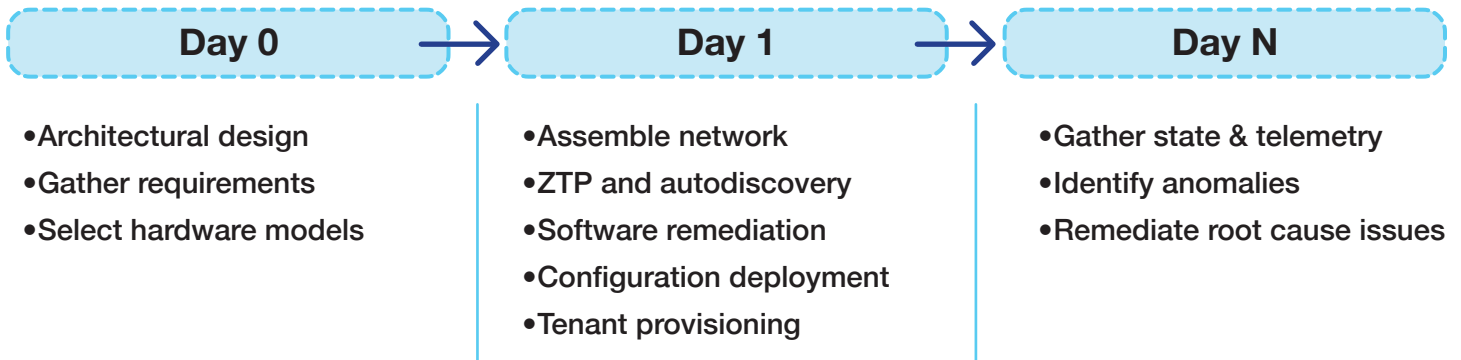 Day 0
•Architectural design
•Gather requirements
•Select hardware models
Day 1
•Assemble network
•ZTP and autodiscovery
•Software remediation
•Configuration deployment
•Tenant provisioning
Day N
•Gather state & telemetry
•Identify anomalies
•Remediate root cause issues